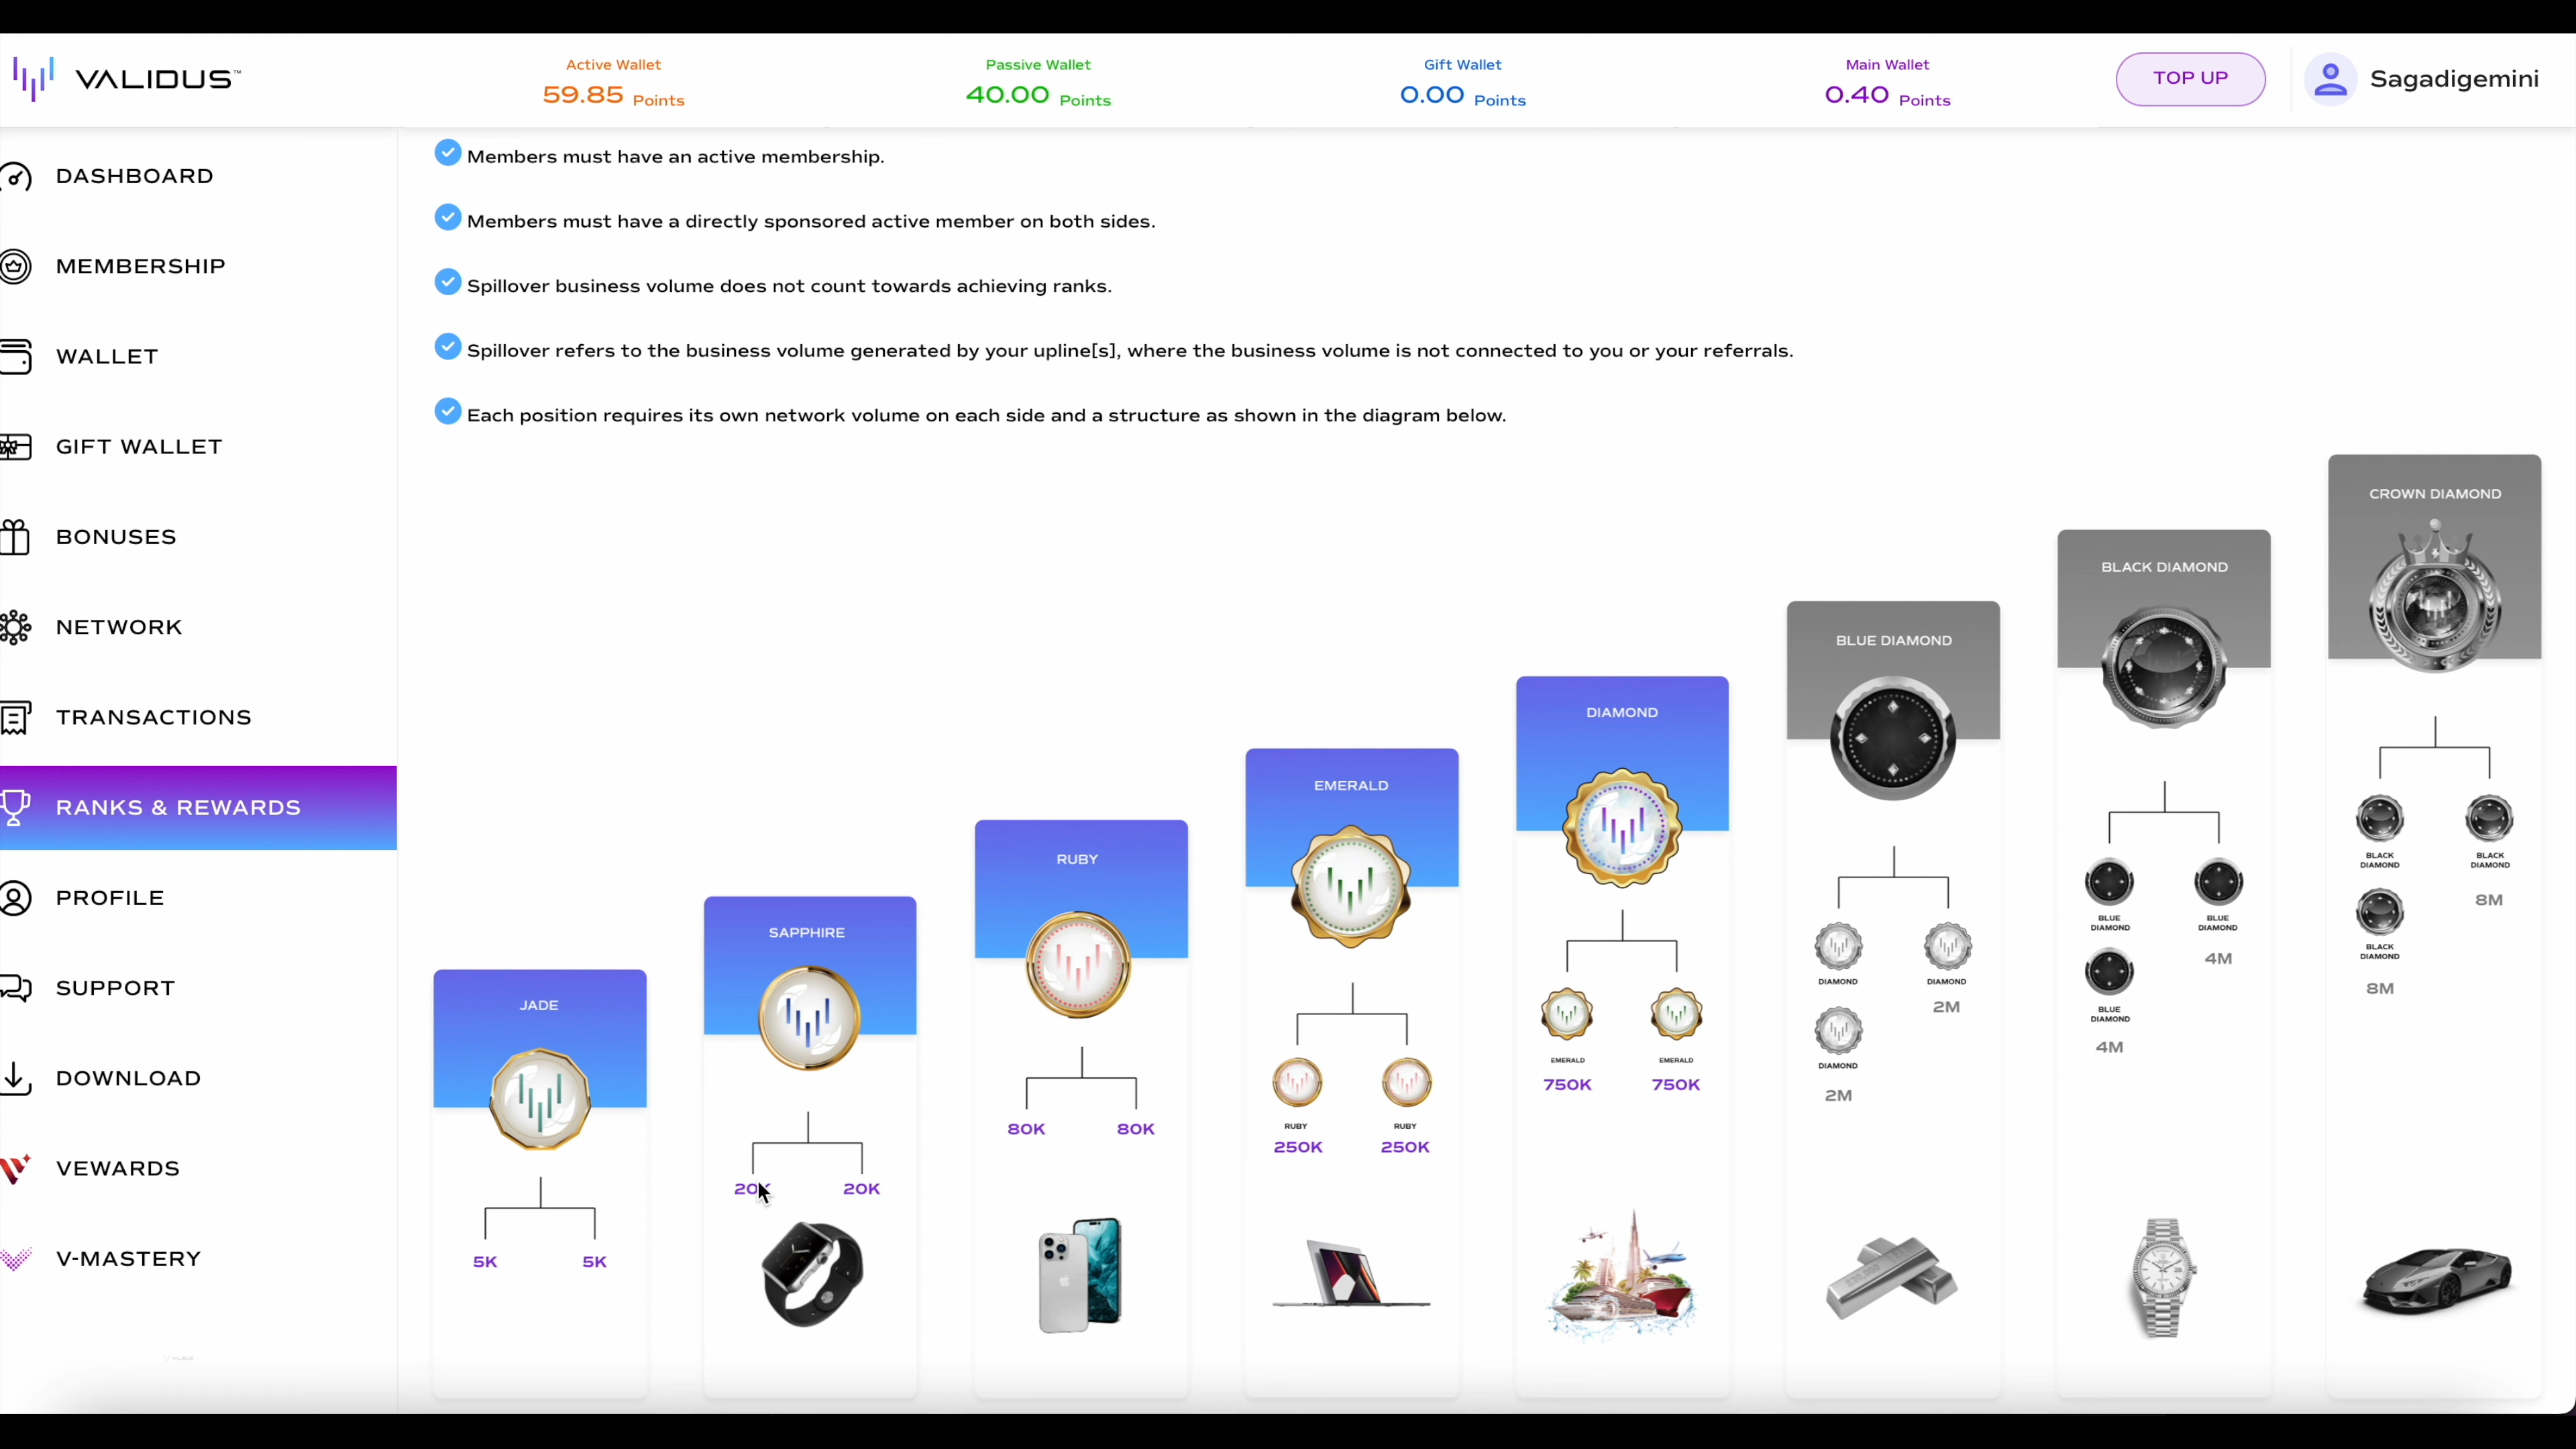 VALIDUS™
Active Wallet
59.85 Points
Passive Wallet
40.00 Points
Gift Wallet
0.00 Points
Main Wallet
0.40 Points
TOP UP
Sagadigemini
DASHBOARD
MEMBERSHIP
WALLET
GIFT WALLET
BONUSES
NETWORK
TRANSACTIONS
RANKS & REWARDS
PROFILE
SUPPORT
DOWNLOAD
VEWARDS
V-MASTERY
Members must have an active membership.
Members must have a directly sponsored active member on both sides.
Spillover business volume does not count towards achieving ranks.
Spillover refers to the business volume generated by your upline[s], where the business volume is not connected to you or your referrals.
Each position requires its own network volume on each side and a structure as shown in the diagram below.
JADE
5K 5K
SAPPHIRE
20K 20K
RUBY
80K 80K
EMERALD
RUBY RUBY
250K 250K
DIAMOND
EMERALD EMERALD
750K 750K
BLUE DIAMOND
DIAMOND DIAMOND
2M
DIAMOND
2M
BLACK DIAMOND
BLUE BLUE
DIAMOND DIAMOND
4M
BLUE
DIAMOND
4M
CROWN DIAMOND
BLACK BLACK
DIAMOND DIAMOND
8M
BLACK
DIAMOND
8M